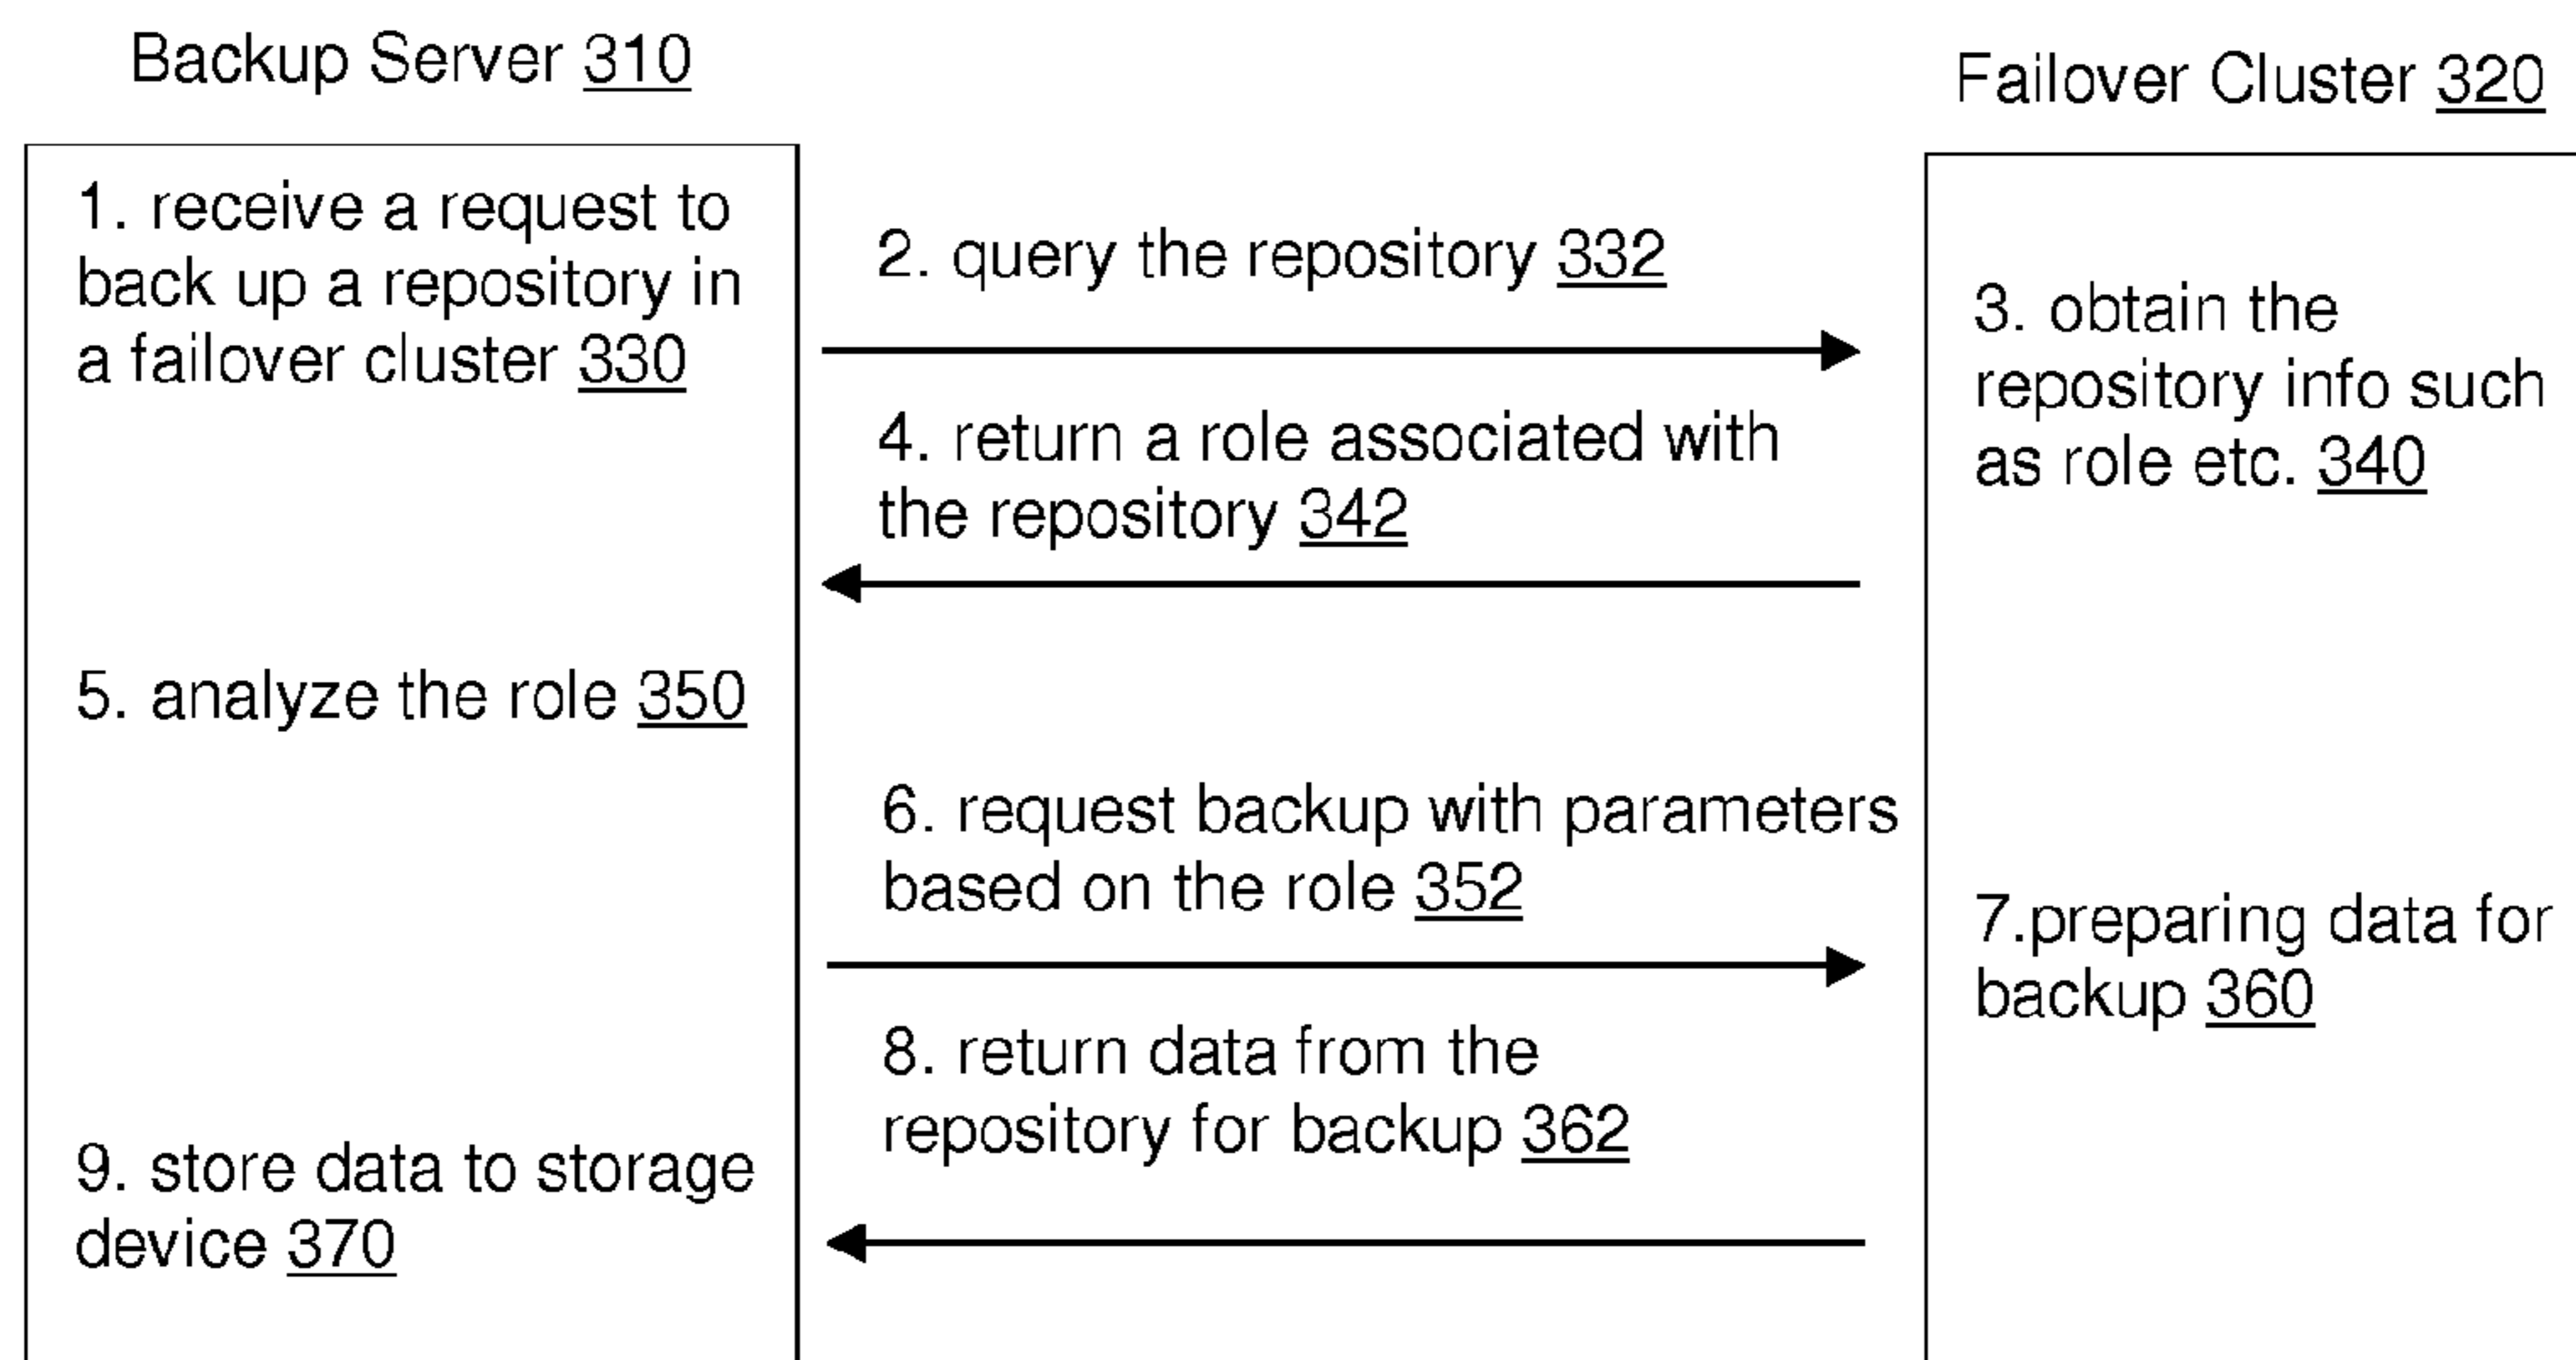 Backup Server 310
Failover Cluster 320
1. receive a request to
back up a repository in
a failover cluster 330
2. query the repository 332
3. obtain the
repository info such
as role etc. 340
4. return a role associated with
the repository 342
5. analyze the role 350
6. request backup with parameters
based on the role 352
7.preparing data for
backup 360
8. return data from the
repository for backup 362
9. store data to storage
device 370